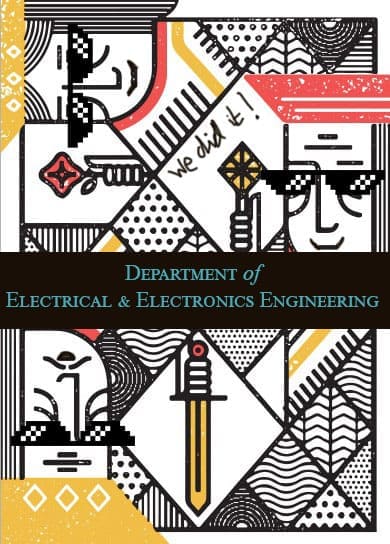 we did it!
DEPARTMENT of
ELECTRICAL & ELECTRONICS ENGINEERING